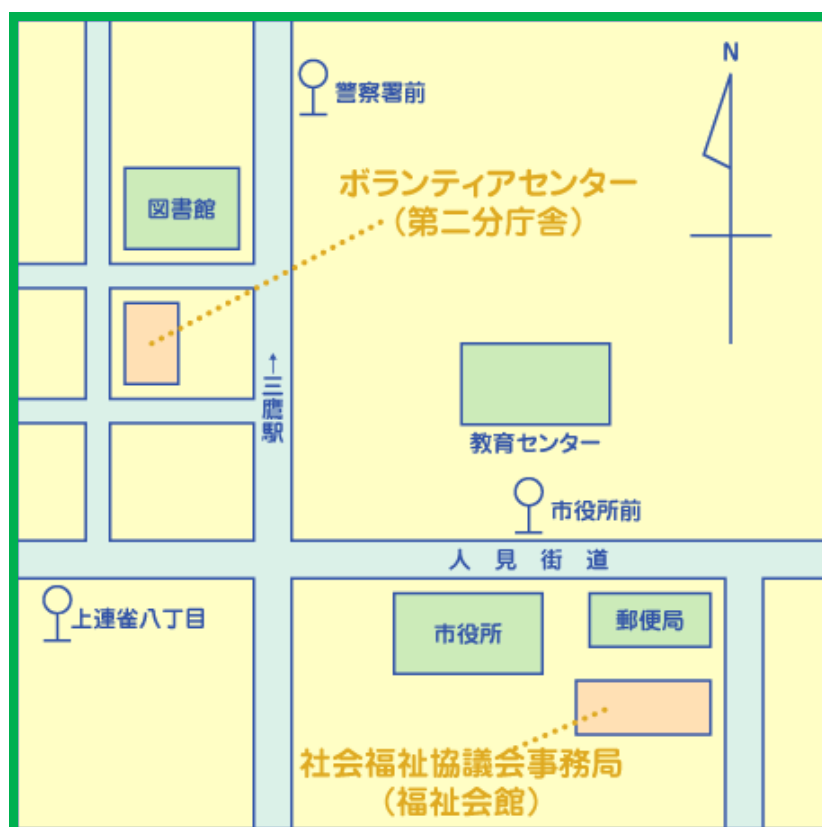 N
警察署前
ボランティアセンター
（第二分庁舎）
図書館
↑三鷹駅
教育センター
市役所前
人見街道
上連雀八丁目
市役所
郵便局
社会福祉協議会事務局
（福祉会館）